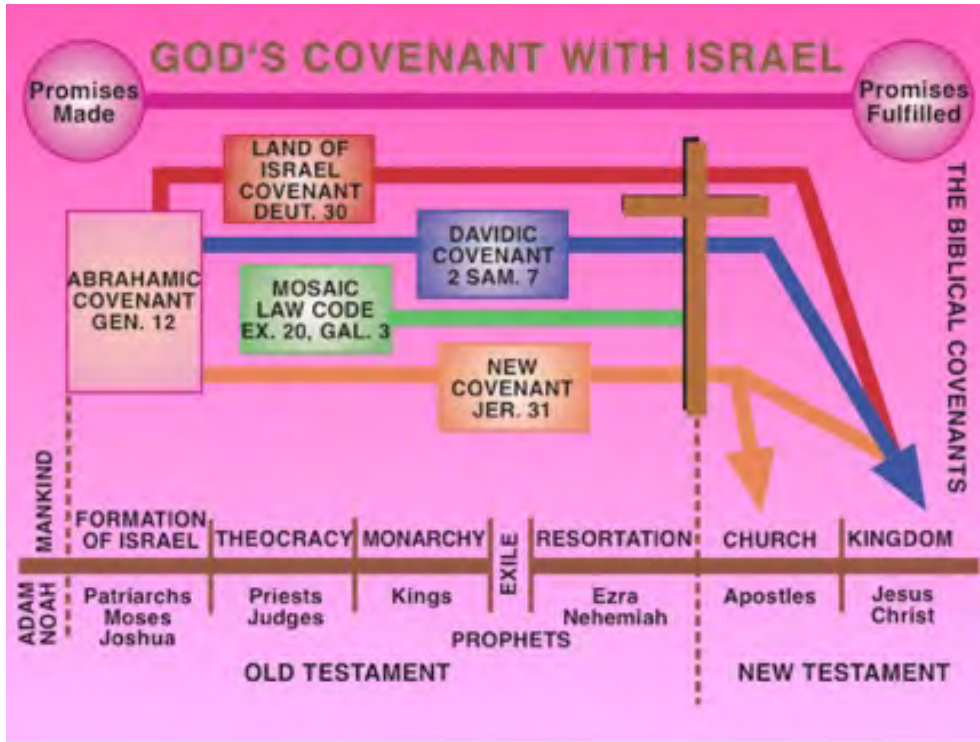 GOD'S COVENANT WiTH iSRAEL
Promises
Made
Promises
Fulfilled
LAND OF
ISRAEL
COVENANT
DEUT. 30
ABRAHAMIC
COVENANT
GEN. 12
DAVIDIC
COVENANT
2 SAM. 7
MOSAIC
LAW CODE
EX. 20, GAL. 3
NEW
COVENANT
JER. 31
THE BIBLICAL COVENANTS
MANKIND
FORMATION
OF ISRAEL
THEOCRACY
MONARCHY
EXILE
RESORTATION
CHURCH
KINGDOM
ADAM
NOAH
Patriarchs
Moses
Joshua
Priests
Judges
Kings
Ezra
Nehemiah
Apostles
Jesus
Christ
PROPHETS
OLD TESTAMENT
NEW TESTAMENT